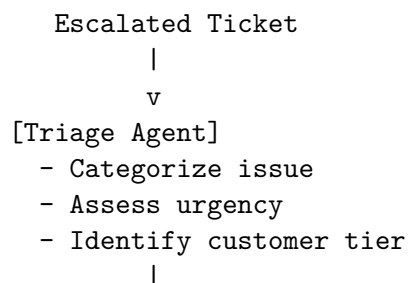 Escalated Ticket
|
v
[Triage Agent]
- Categorize issue
- Assess urgency
- Identify customer tier
|